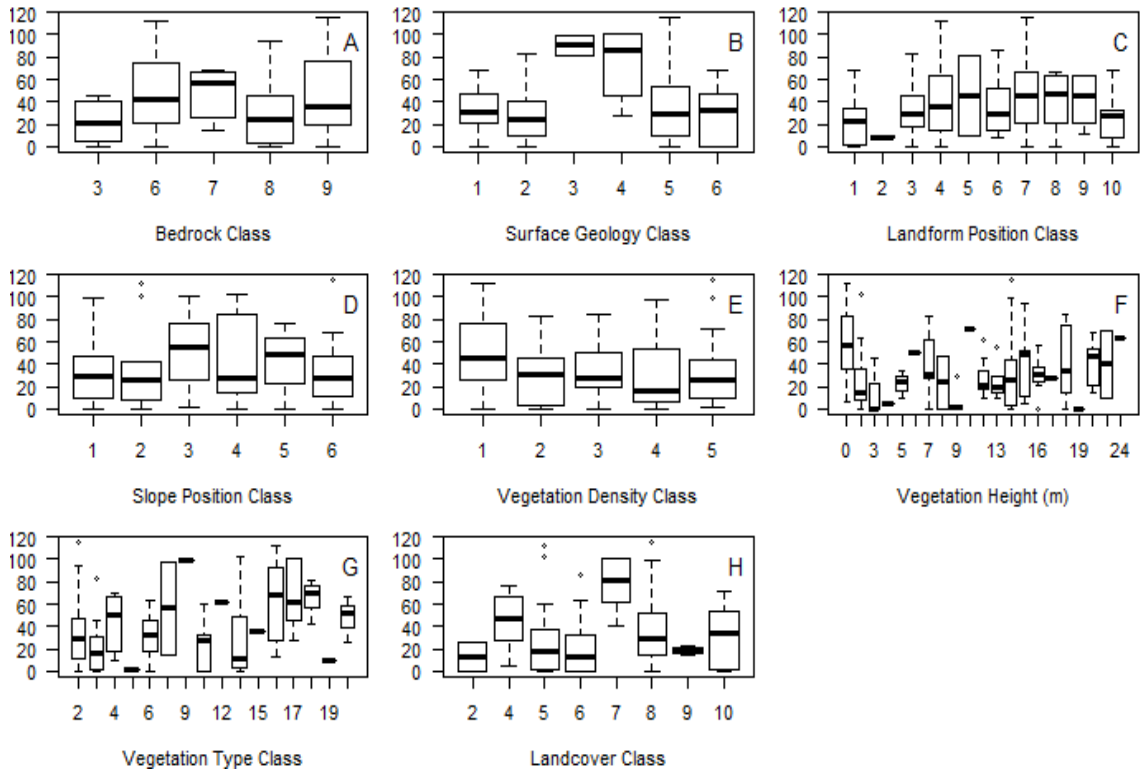 120 100 80 60 40 20 0
A
3 6 7 8 9
Bedrock Class
120 100 80 60 40 20 0
B
1 2 3 4 5 6
Surface Geology Class
120 100 80 60 40 20 0
C
1 2 3 4 5 6 7 8 9 10
Landform Position Class
120 100 80 60 40 20 0
D
1 2 3 4 5 6
Slope Position Class
120 100 80 60 40 20 0
E
1 2 3 4 5
Vegetation Density Class
120 100 80 60 40 20 0
F
0 3 5 7 9 13 16 19 24
Vegetation Height (m)
120 100 80 60 40 20 0
G
2 4 6 9 12 15 17 19
Vegetation Type Class
120 100 80 60 40 20 0
H
2 4 5 6 7 8 9 10
Landcover Class